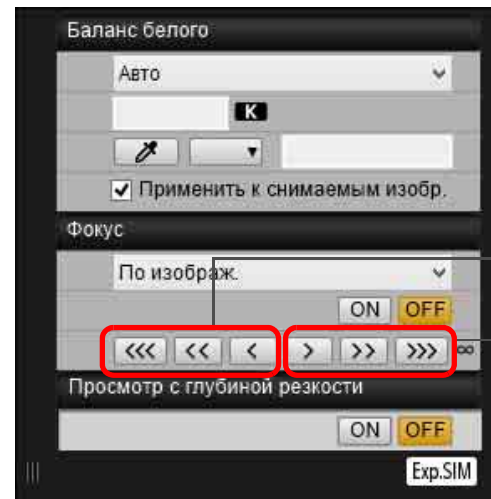 Баланс белого
Авто
K
Применить к снимаемым изобр.
Фокус
По изображ.
ON OFF
<<< << < > >> >>> ∞
Просмотр с глубиной резкости
ON OFF
Exp.SIM